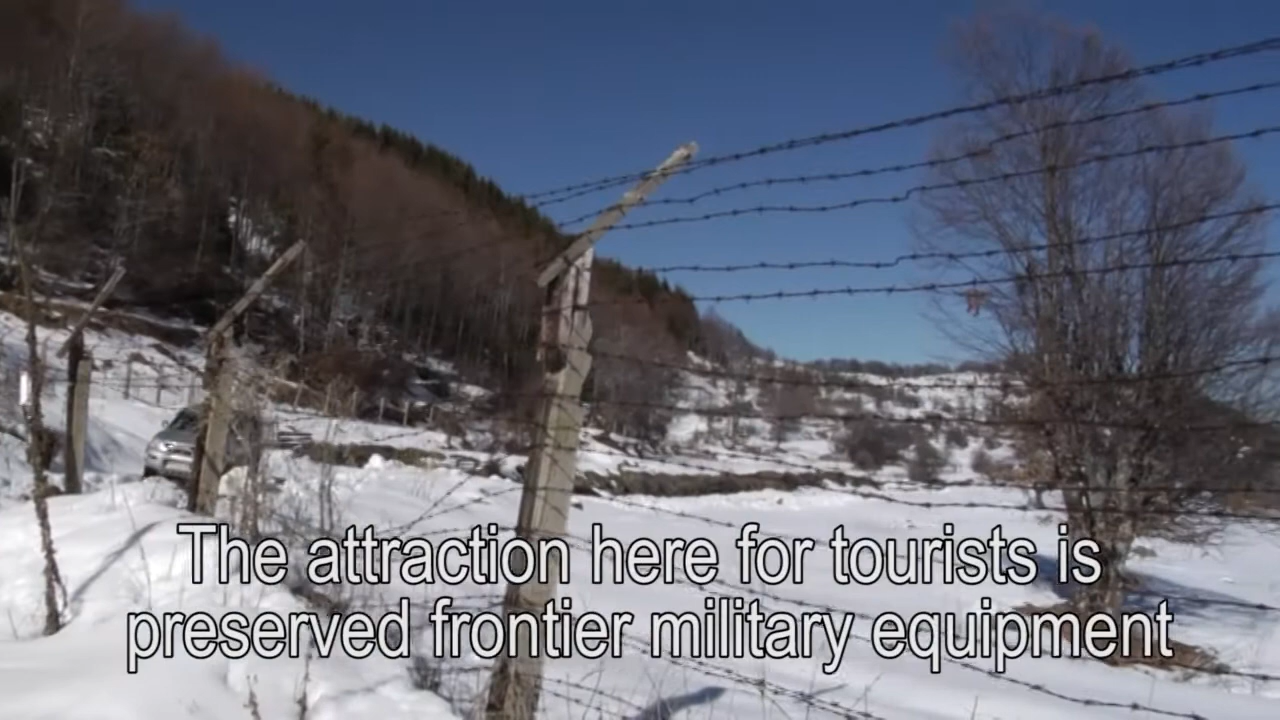 The attraction here for tourists is
preserved frontier military equipment